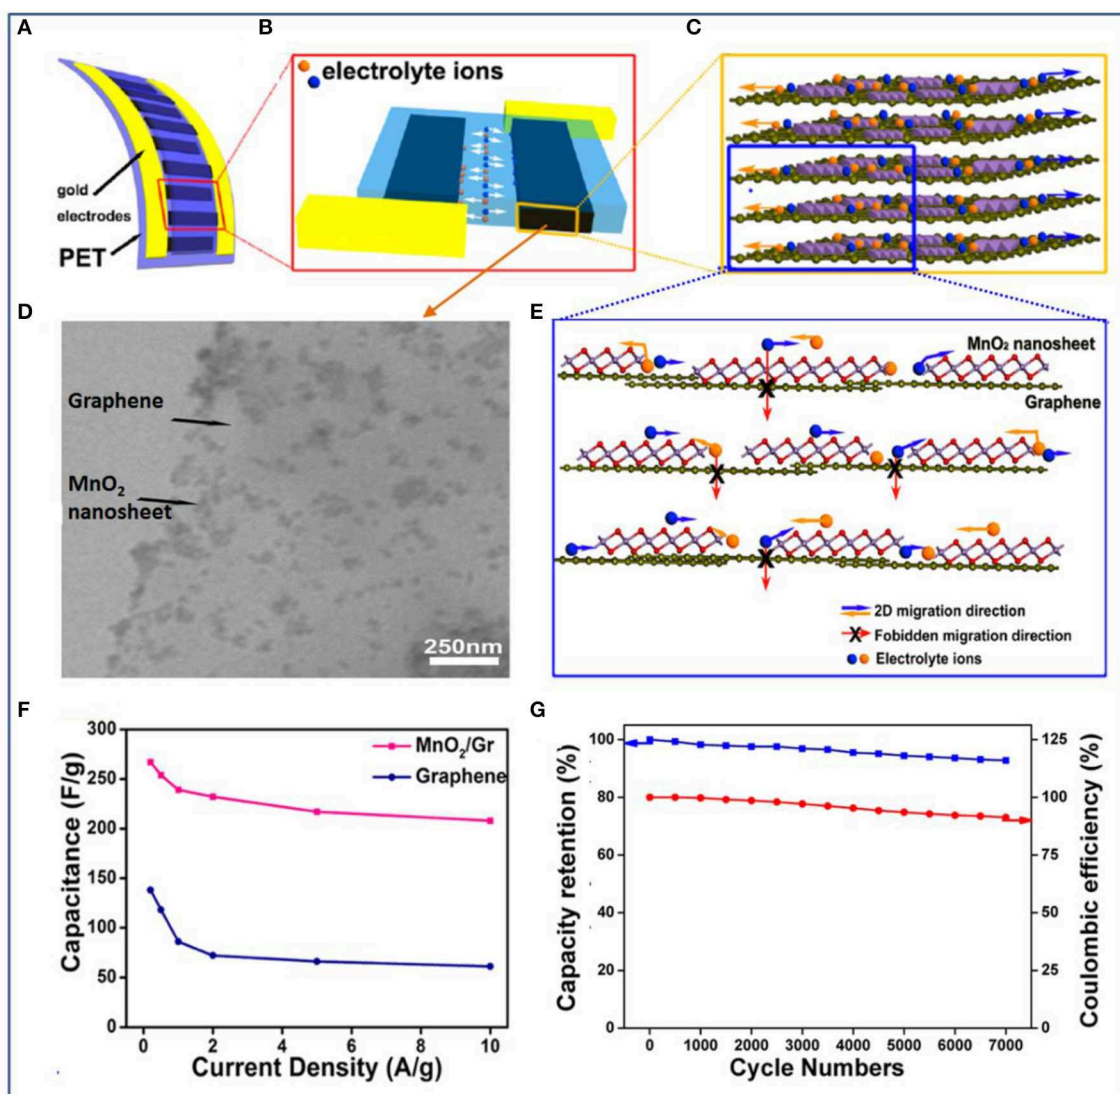 A
B
C
electrolyte ions
gold
electrodes
PET
D
E
Graphene
MnO₂
nanosheet
250nm
MnO₂ nanosheet
Graphene
2D migration direction
Fobidden migration direction
Electrolyte ions
F
G
300
250
200
150
100
50
0
Capacitance (F/g)
MnO₂/Gr
Graphene
0 2 4 6 8 10
Current Density (A/g)
100
80
60
40
20
0
Capacity retention (%)
125
100
75
50
25
0
Coulombic efficiency (%)
0 1000 2000 3000 4000 5000 6000 7000
Cycle Numbers